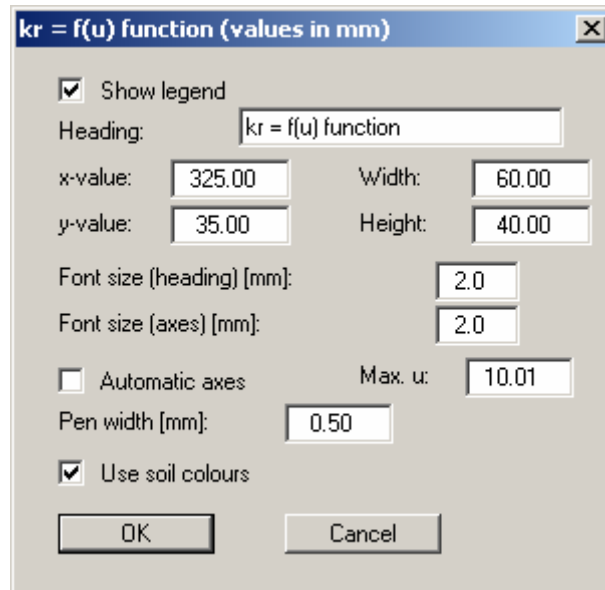 kr = f(u) function (values in mm)
Show legend
Heading: kr = f(u) function
x-value: 325.00 Width: 60.00
y-value: 35.00 Height: 40.00
Font size (heading) [mm]: 2.0
Font size (axes) [mm]: 2.0
Automatic axes Max. u: 10.01
Pen width [mm]: 0.50
Use soil colours
OK Cancel